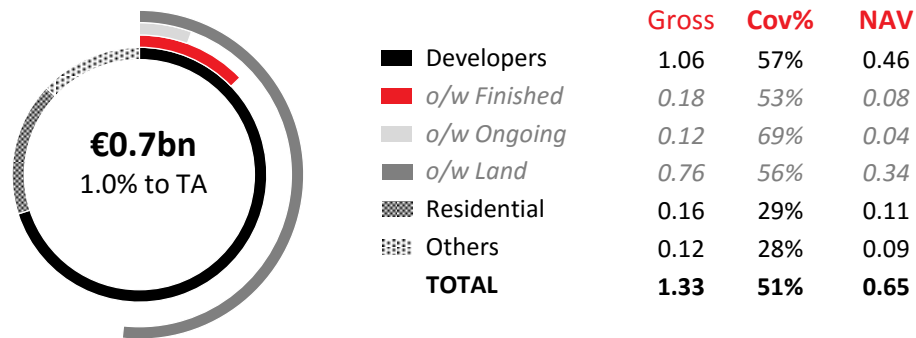 €0.7bn
1.0% to TA
Gross Cov% NAV
Developers 1.06 57% 0.46
o/w Finished 0.18 53% 0.08
o/w Ongoing 0.12 69% 0.04
o/w Land 0.76 56% 0.34
Residential 0.16 29% 0.11
Others 0.12 28% 0.09
TOTAL 1.33 51% 0.65